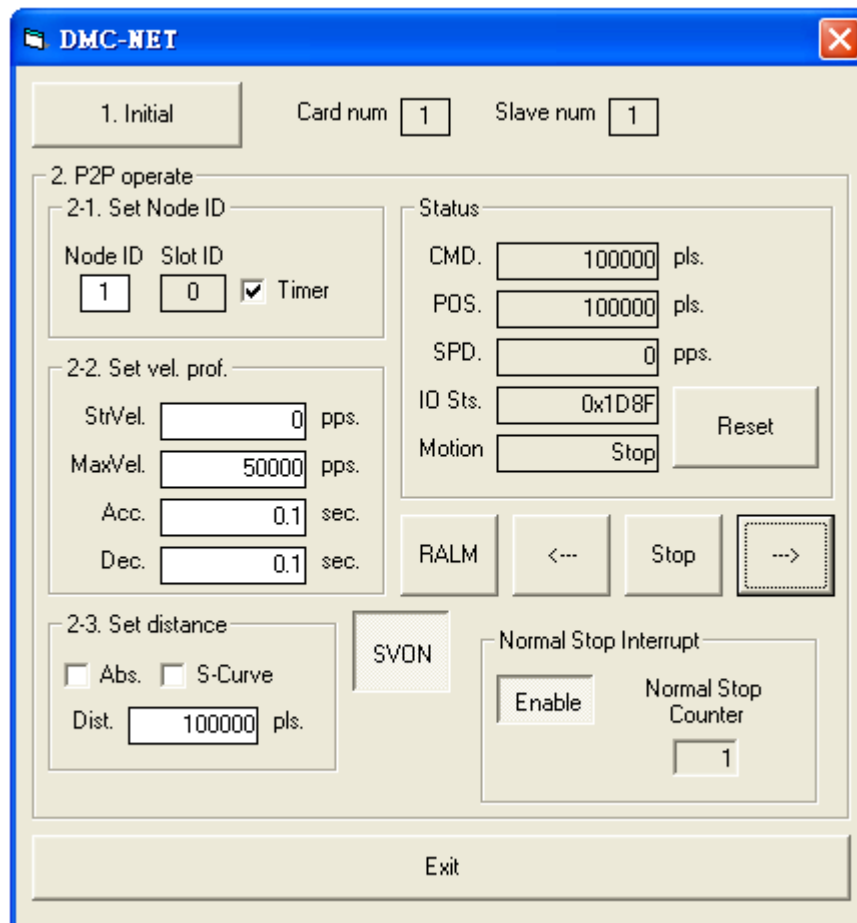 DMC-NET
1. Initial
Card num 1
Slave num 1
2. P2P operate
2-1. Set Node ID
Node ID Slot ID
1 0 Timer
2-2. Set vel. prof.
StrVel. 0 pps.
MaxVel. 50000 pps.
Acc. 0.1 sec.
Dec. 0.1 sec.
2-3. Set distance
Abs. S-Curve
Dist. 100000 pls.
Status
CMD. 100000 pls.
POS. 100000 pls.
SPD. 0 pps.
IO Sts. 0x1D8F
Motion Stop
Reset
RALM <--- Stop --->
SVON
Normal Stop Interrupt
Enable
Normal Stop
Counter
1
Exit